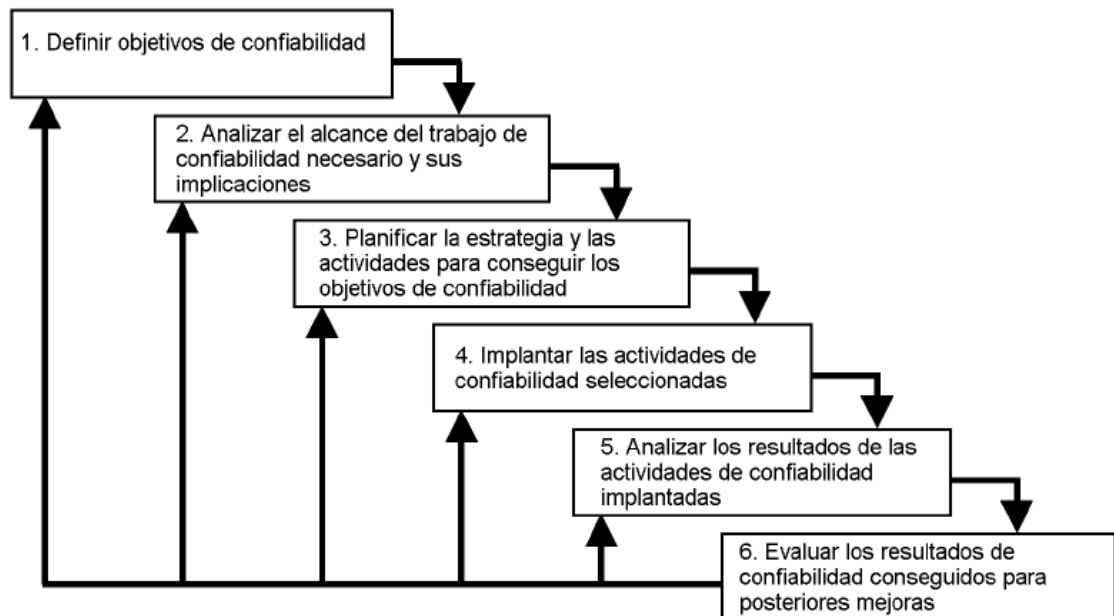 1. Definir objetivos de confiabilidad
2. Analizar el alcance del trabajo de
confiabilidad necesario y sus
implicaciones
3. Planificar la estrategia y las
actividades para conseguir los
objetivos de confiabilidad
4. Implantar las actividades de
confiabilidad seleccionadas
5. Analizar los resultados de las
actividades de confiabilidad
implantadas
6. Evaluar los resultados de
confiabilidad conseguidos para
posteriores mejoras